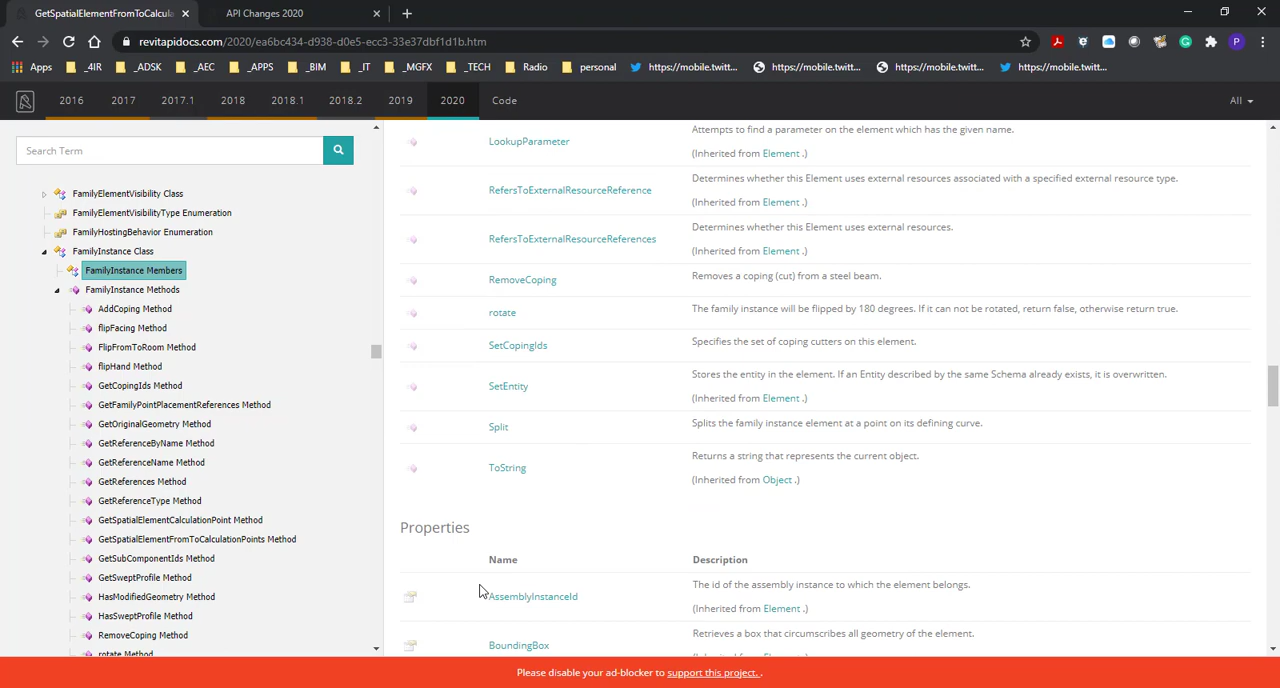 GetSpatialElementFromToCalcula
API Changes 2020
revitapidocs.com/2020/ea6bc434-d938-d0e5-ecc3-33e37dbf1d1b.htm
P
Apps _4IR _ADSK _AEC _APPS _BIM _IT _MGFX _TECH Radio personal https://mobile.twitt... https://mobile.twitt... https://mobile.twitt... https://mobile.twitt...
2016 2017 2017.1 2018 2018.1 2018.2 2019 2020 Code All
Search Term
FamilyElementVisibility Class
FamilyElementVisibilityType Enumeration
FamilyHostingBehavior Enumeration
FamilyInstance Class
FamilyInstance Members
FamilyInstance Methods
AddCoping Method
flipFacing Method
FlipFromToRoom Method
flipHand Method
GetCopingIds Method
GetFamilyPointPlacementReferences Method
GetOriginalGeometry Method
GetReferenceByName Method
GetReferenceName Method
GetReferences Method
GetReferenceType Method
GetSpatialElementCalculationPoint Method
GetSpatialElementFromToCalculationPoints Method
GetSubComponentIds Method
GetSweptProfile Method
HasModifiedGeometry Method
HasSweptProfile Method
RemoveCoping Method
rotate Method
LookupParameter
Attempts to find a parameter on the element which has the given name.
(Inherited from Element .)
RefersToExternalResourceReference
Determines whether this Element uses external resources associated with a specified external resource type.
(Inherited from Element .)
RefersToExternalResourceReferences
Determines whether this Element uses external resources.
(Inherited from Element .)
RemoveCoping
Removes a coping (cut) from a steel beam.
rotate
The family instance will be flipped by 180 degrees. If it can not be rotated, return false, otherwise return true.
SetCopingIds
Specifies the set of coping cutters on this element.
SetEntity
Stores the entity in the element. If an Entity described by the same Schema already exists, it is overwritten.
(Inherited from Element .)
Split
Splits the family instance element at a point on its defining curve.
ToString
Returns a string that represents the current object.
(Inherited from Object .)
Properties
Name Description
AssemblyInstanceId
The id of the assembly instance to which the element belongs.
(Inherited from Element .)
BoundingBox
Retrieves a box that circumscribes all geometry of the element.
(Inherited from Element .)
Please disable your ad-blocker to support this project. .